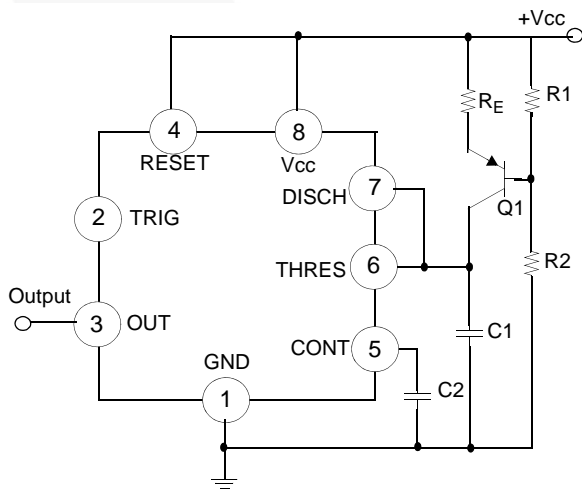 +Vcc
4
8
RE
R1
RESET
Vcc
7
DISCH
Q1
2
TRIG
6
THRES
R2
Output
3
OUT
C1
5
CONT
GND
1
C2